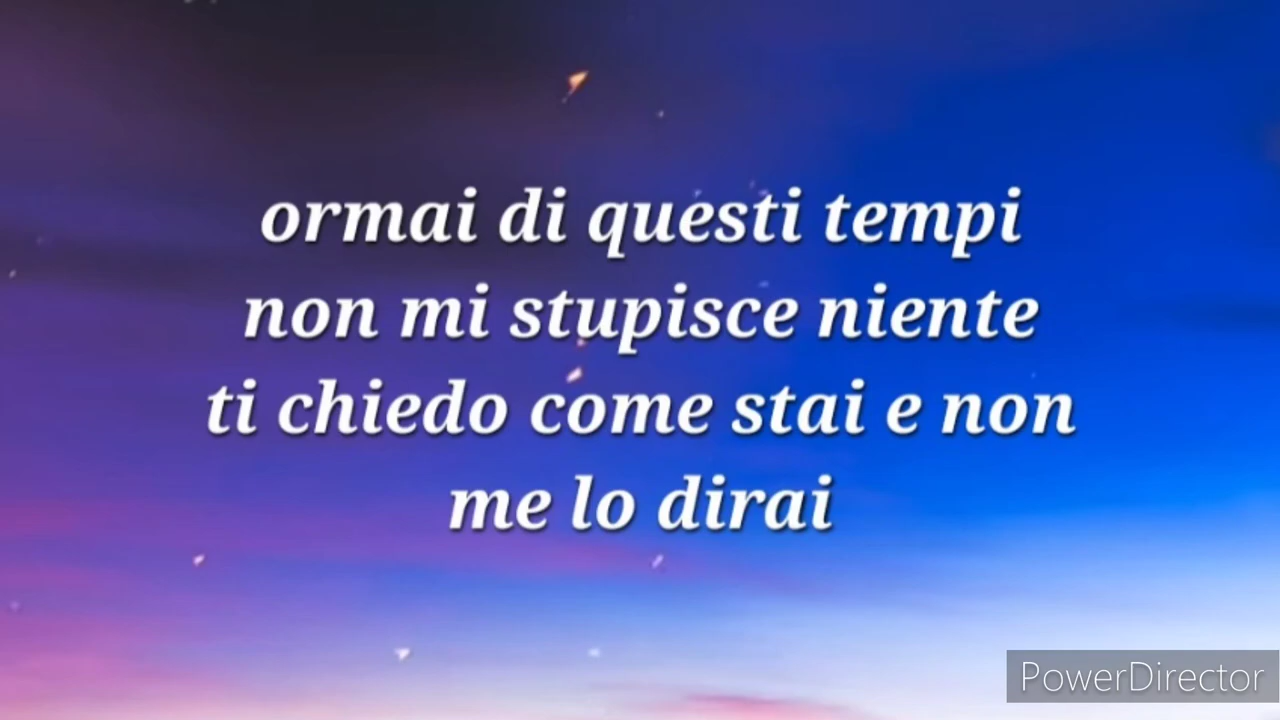 ormai di questi tempi
non mi stupisce niente
ti chiedo come stai e non
me lo dirai
PowerDirector